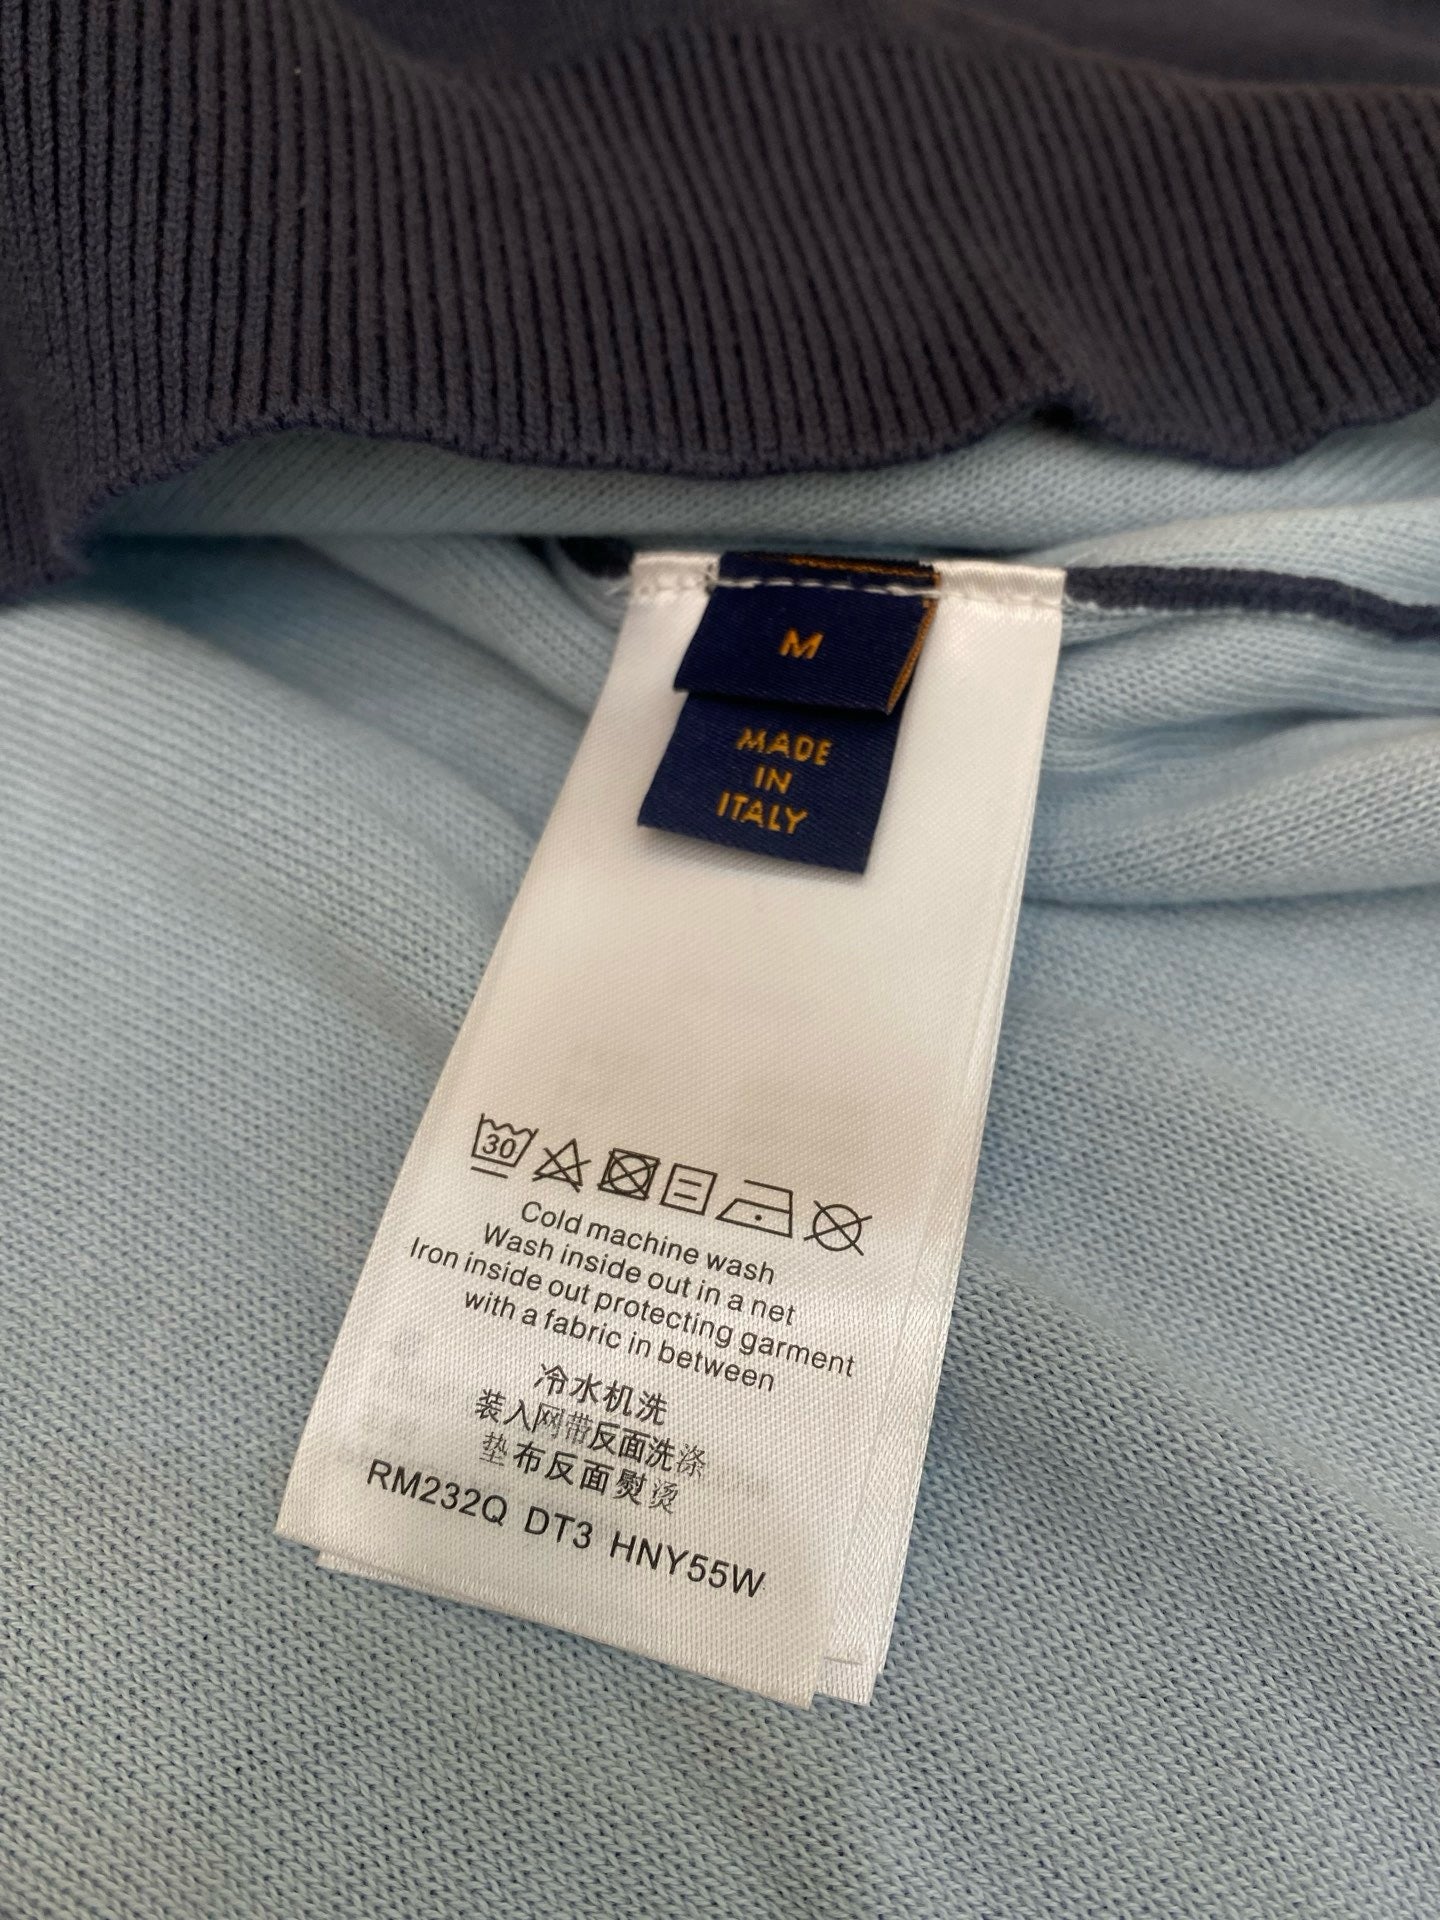 M
MADE
IN
ITALY
30
Cold machine wash
Wash inside out in a net
Iron inside out protecting garment
with a fabric in between
冷水机洗
装入网带反面洗涤
垫布反面熨烫
RM232Q DT3 HNY55W